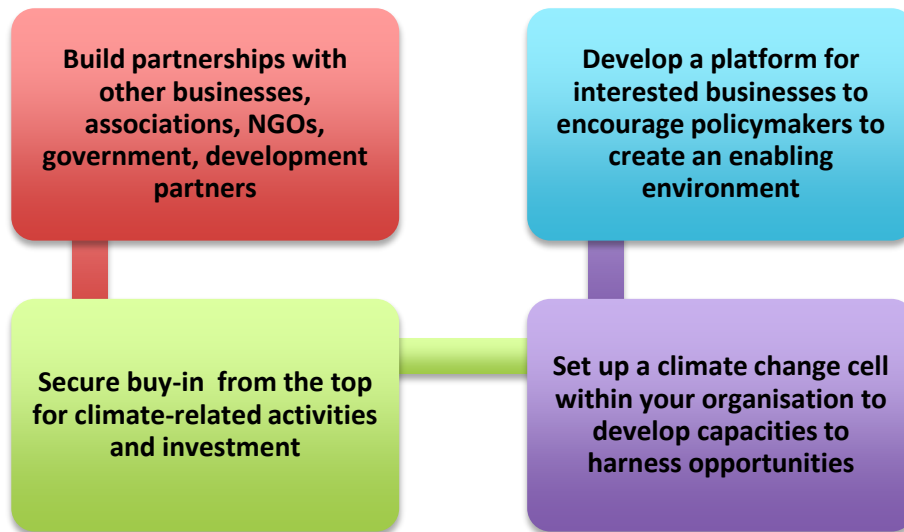 Build partnerships with
other businesses,
associations, NGOs,
government, development
partners
Secure buy-in  from the top
for climate-related activities
and investment
Set up a climate change cell
within your organisation to
develop capacities to
harness opportunities
Develop a platform for
interested businesses to
encourage policymakers to
create an enabling
environment